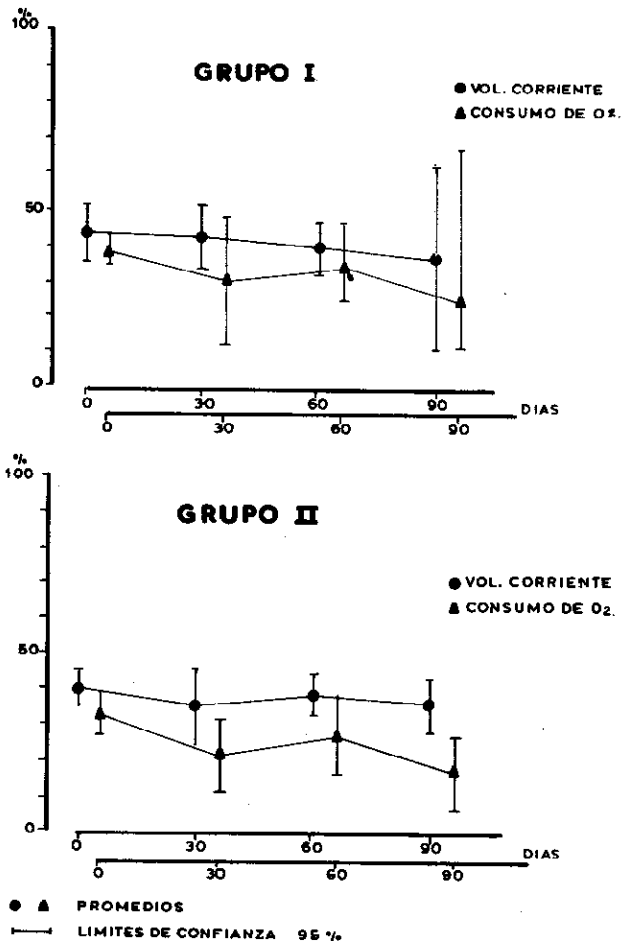 %
100
GRUPO I
● VOL. CORRIENTE
▲ CONSUMO DE O2.
50
0
0 30 60 90
DIAS
0 30 60 90
%
100
GRUPO II
● VOL. CORRIENTE
▲ CONSUMO DE O2.
50
0
0 30 60 90
DIAS
0 30 60 90
● ▲ PROMEDIOS
LIMITES DE CONFIANZA 95 %